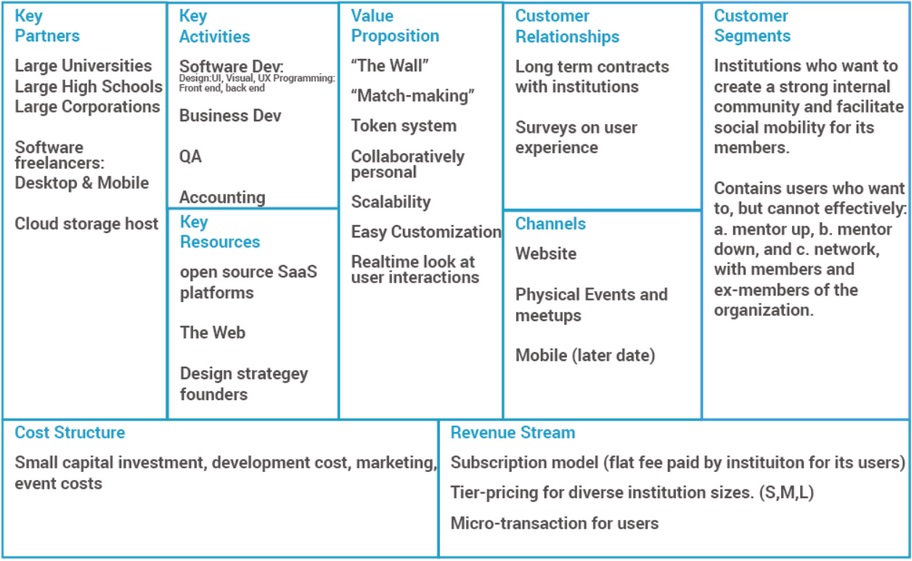 Key
Partners
Large Universities
Large High Schools
Large Corporations
Software
freelancers:
Desktop & Mobile
Cloud storage host
Key
Activities
Software Dev:
Design:UI, Visual, UX Programming:
Front end, back end
Business Dev
QA
Accounting
Key
Resources
open source SaaS
platforms
The Web
Design strategey
founders
Value
Proposition
“The Wall”
“Match-making”
Token system
Collaboratively
personal
Scalability
Easy Customization
Realtime look at
user interactions
Customer
Relationships
Long term contracts
with institutions
Surveys on user
experience
Channels
Website
Physical Events and
meetups
Mobile (later date)
Customer
Segments
Institutions who want to
create a strong internal
community and facilitate
social mobility for its
members.
Contains users who want
to, but cannot effectively:
a. mentor up, b. mentor
down, and c. network,
with members and
ex-members of the
organization.
Cost Structure
Small capital investment, development cost, marketing,
event costs
Revenue Stream
Subscription model (flat fee paid by instituiton for its users)
Tier-pricing for diverse institution sizes. (S,M,L)
Micro-transaction for users